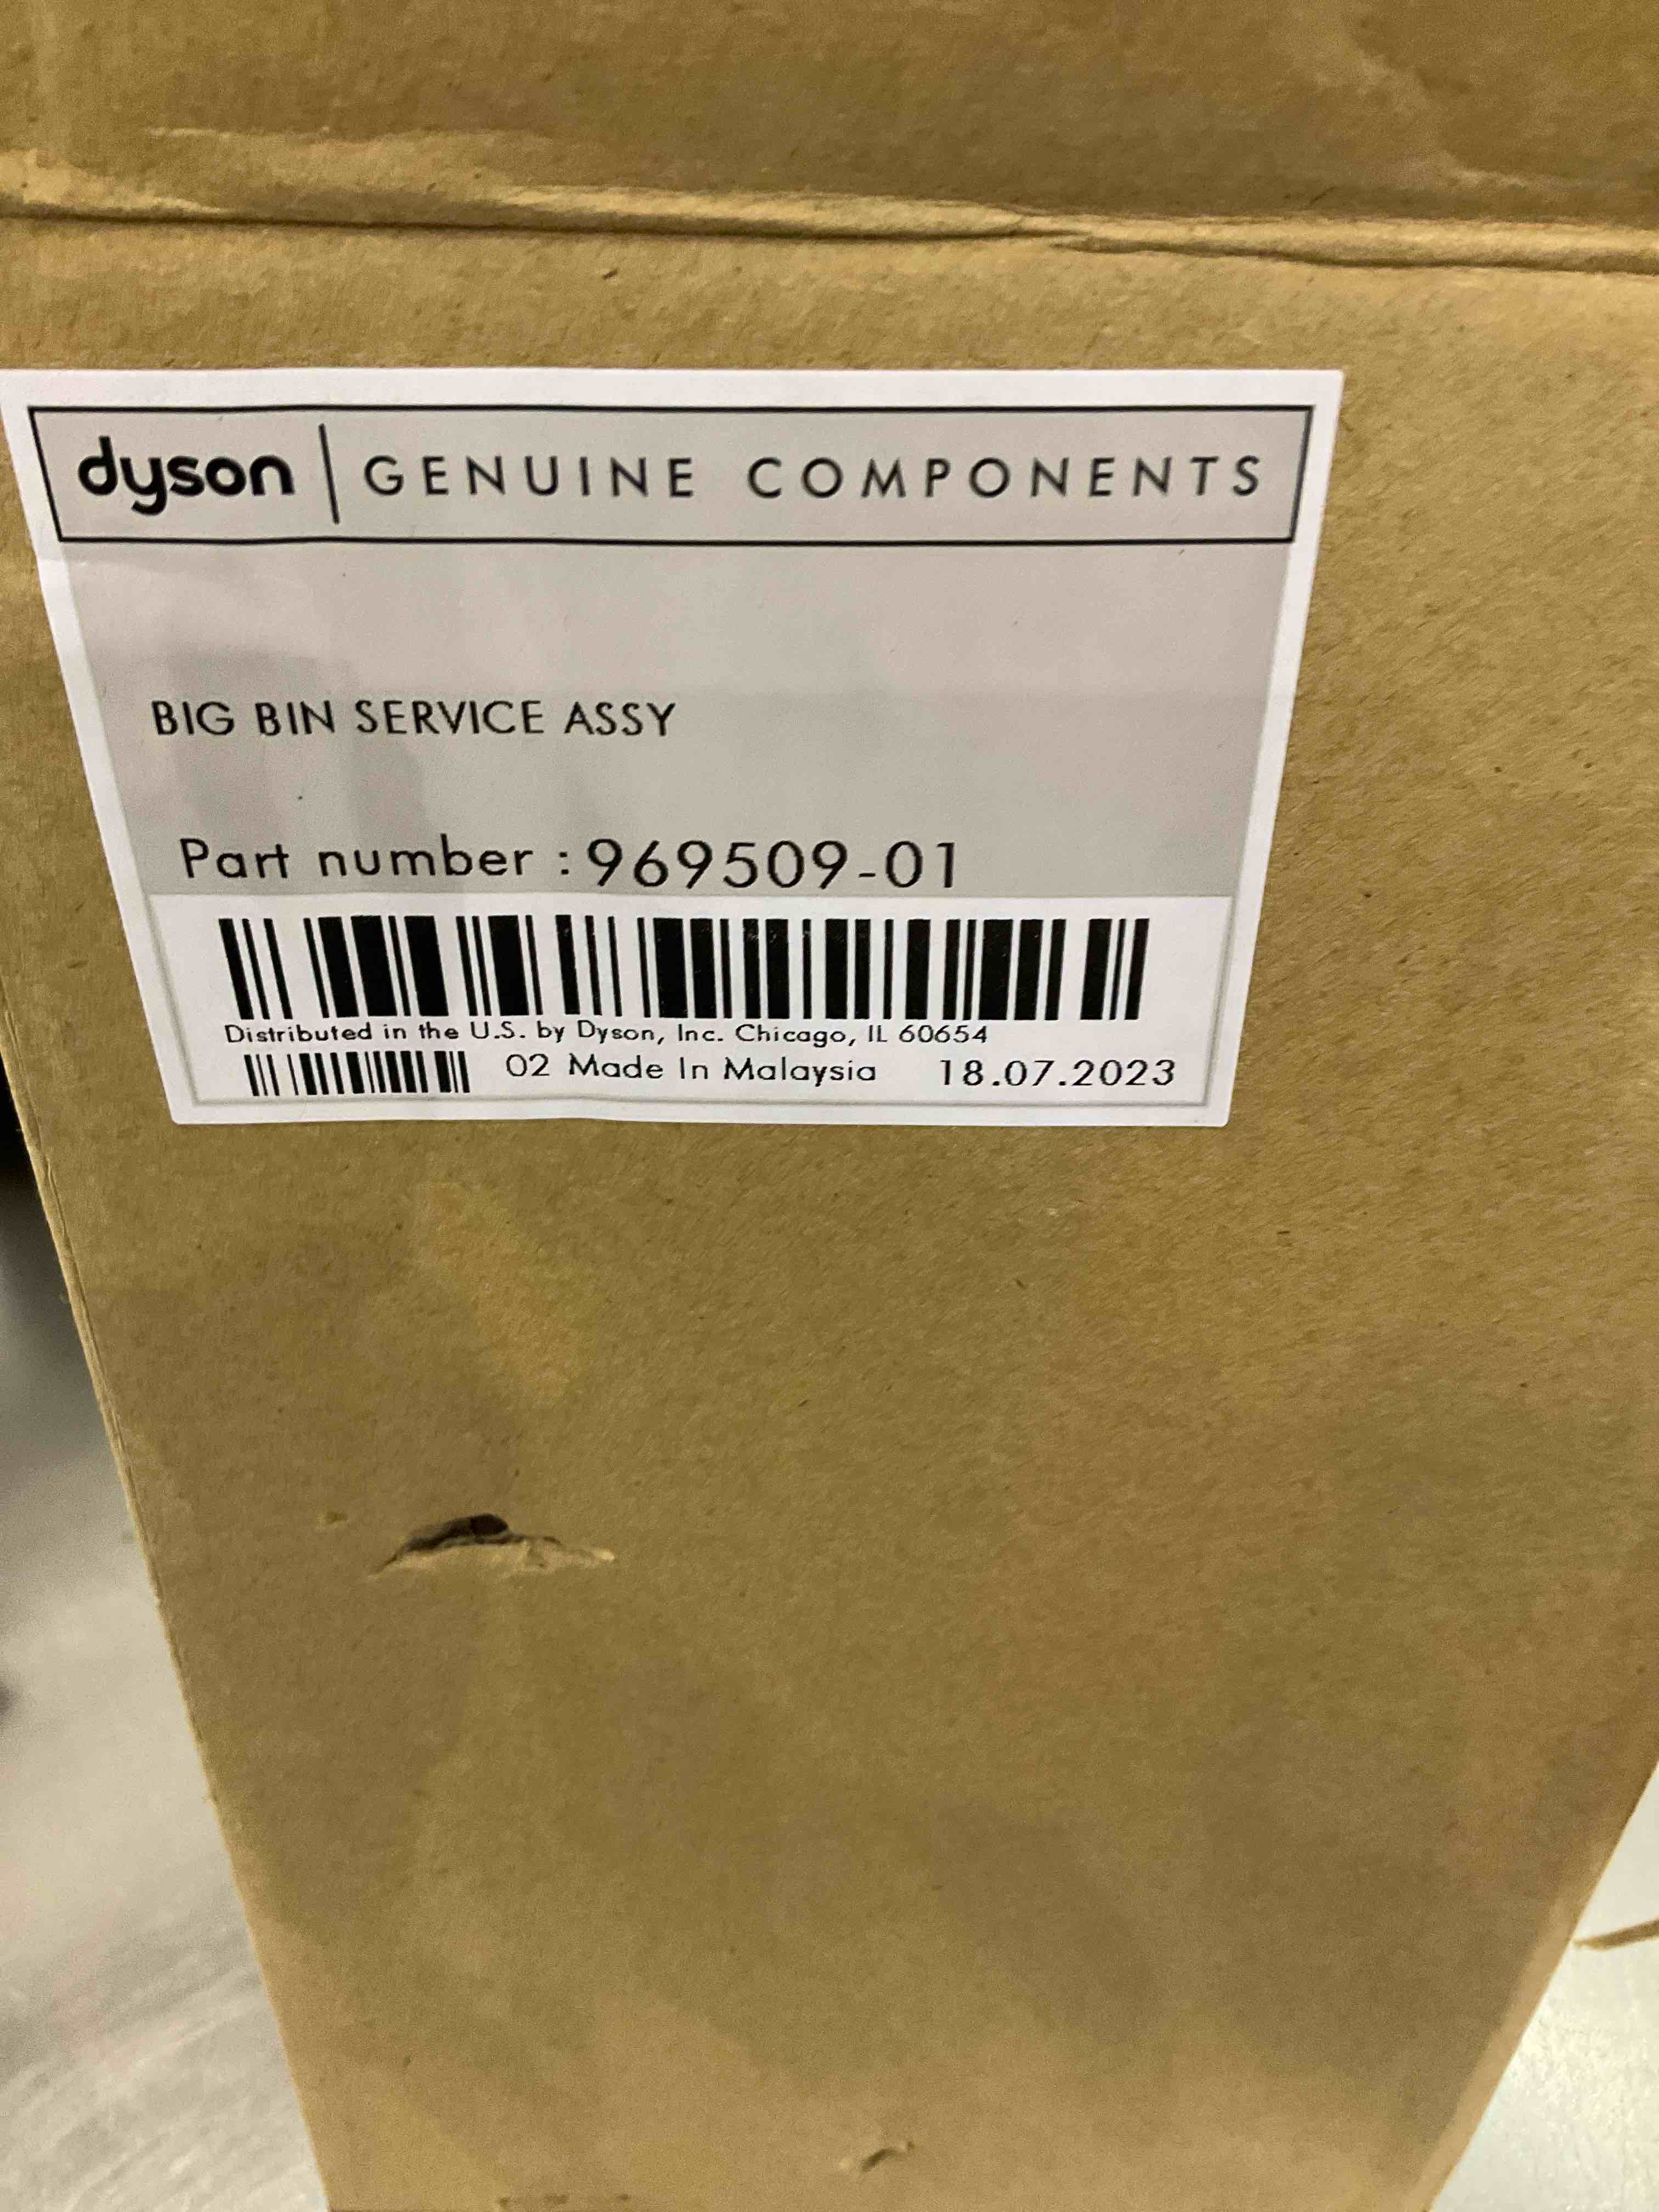 dyson | GENUINE COMPONENTS
BIG BIN SERVICE ASSY
Part number : 969509-01
Distributed in the U.S. by Dyson, Inc. Chicago, IL 60654
02 Made In Malaysia 18.07.2023